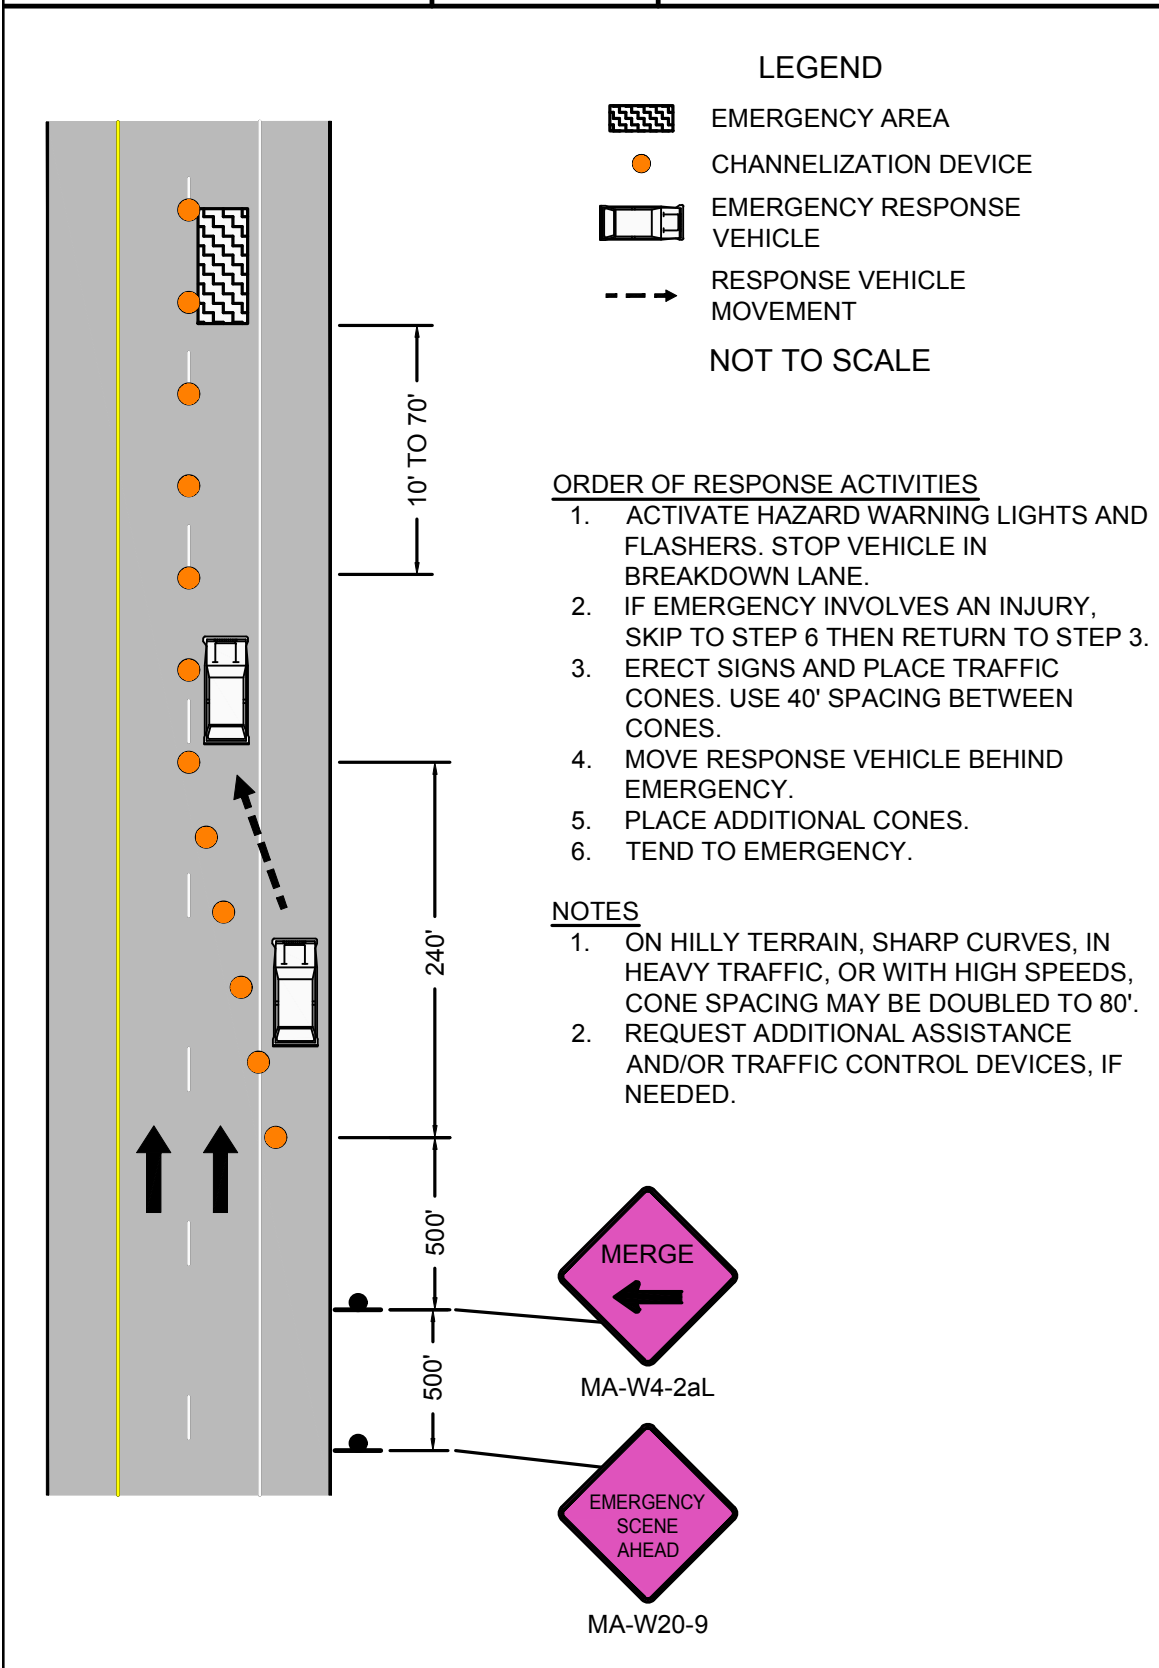 LEGEND
EMERGENCY AREA
CHANNELIZATION DEVICE
EMERGENCY RESPONSE
VEHICLE
RESPONSE VEHICLE
MOVEMENT
NOT TO SCALE
10' TO 70'
ORDER OF RESPONSE ACTIVITIES
1. ACTIVATE HAZARD WARNING LIGHTS AND
FLASHERS. STOP VEHICLE IN
BREAKDOWN LANE.
2. IF EMERGENCY INVOLVES AN INJURY,
SKIP TO STEP 6 THEN RETURN TO STEP 3.
3. ERECT SIGNS AND PLACE TRAFFIC
CONES. USE 40' SPACING BETWEEN
CONES.
4. MOVE RESPONSE VEHICLE BEHIND
EMERGENCY.
5. PLACE ADDITIONAL CONES.
6. TEND TO EMERGENCY.
240'
NOTES
1. ON HILLY TERRAIN, SHARP CURVES, IN
HEAVY TRAFFIC, OR WITH HIGH SPEEDS,
CONE SPACING MAY BE DOUBLED TO 80'.
2. REQUEST ADDITIONAL ASSISTANCE
AND/OR TRAFFIC CONTROL DEVICES, IF
NEEDED.
500'
MERGE
MA-W4-2aL
500'
EMERGENCY
SCENE
AHEAD
MA-W20-9